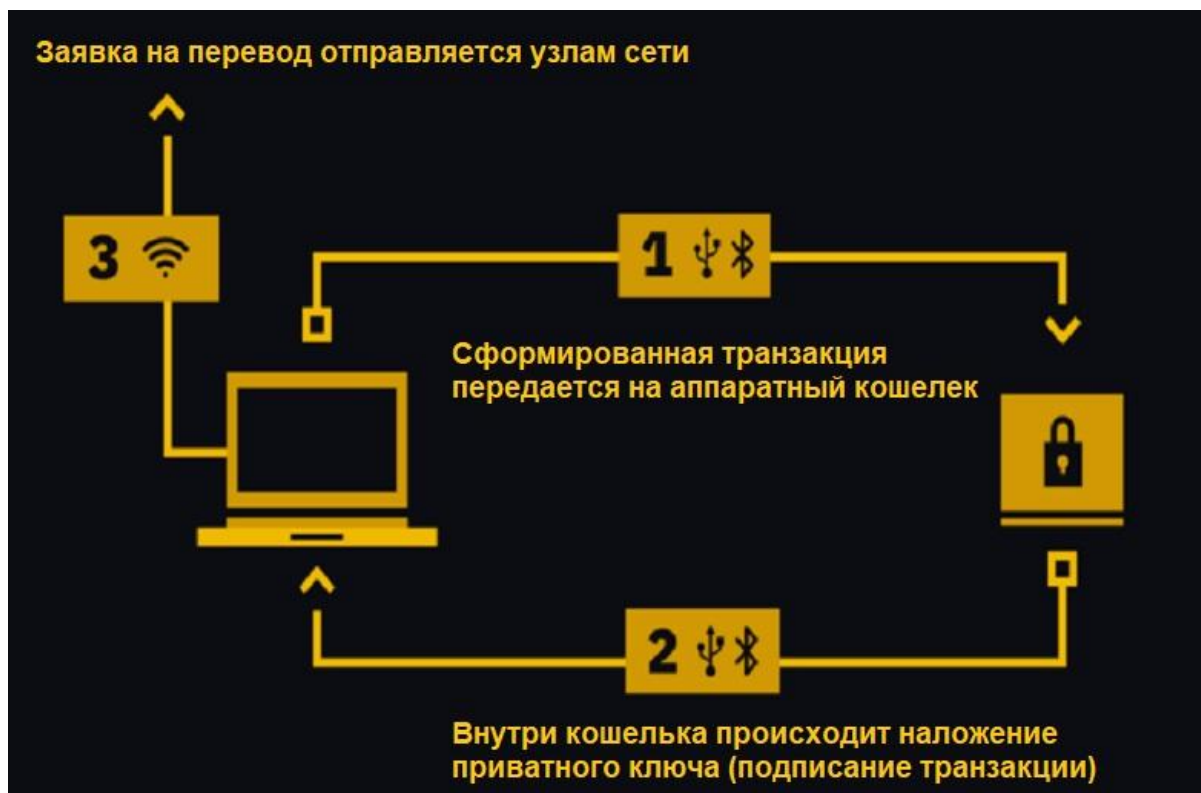 Заявка на перевод отправляется узлам сети
3
1
Сформированная транзакция
передается на аппаратный кошелек
2
Внутри кошелька происходит наложение
приватного ключа (подписание транзакции)